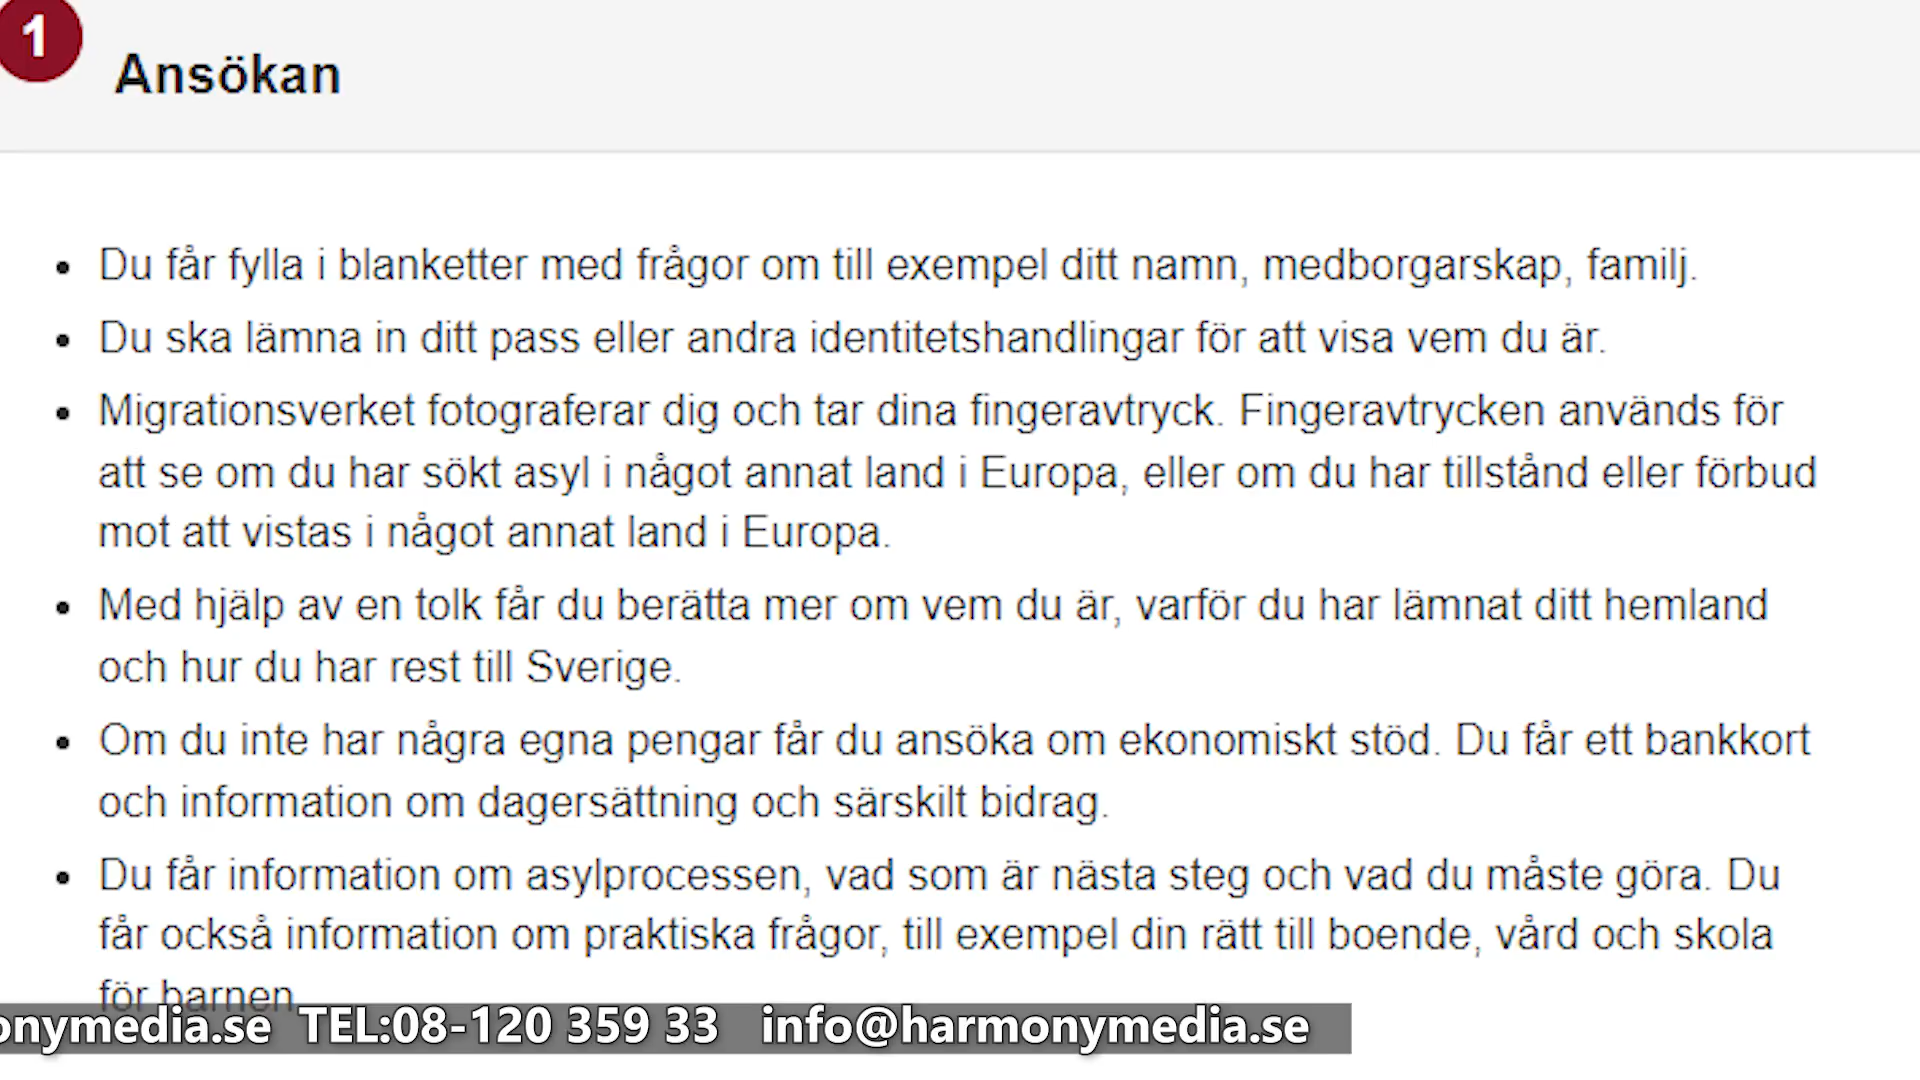 1
Ansökan
• Du får fylla i blanketter med frågor om till exempel ditt namn, medborgarskap, familj.
• Du ska lämna in ditt pass eller andra identitetshandlingar för att visa vem du är.
• Migrationsverket fotograferar dig och tar dina fingeravtryck. Fingeravtrycken används för
att se om du har sökt asyl i något annat land i Europa, eller om du har tillstånd eller förbud
mot att vistas i något annat land i Europa.
• Med hjälp av en tolk får du berätta mer om vem du är, varför du har lämnat ditt hemland
och hur du har rest till Sverige.
• Om du inte har några egna pengar får du ansöka om ekonomiskt stöd. Du får ett bankkort
och information om dagersättning och särskilt bidrag.
• Du får information om asylprocessen, vad som är nästa steg och vad du måste göra. Du
får också information om praktiska frågor, till exempel din rätt till boende, vård och skola
för barnen.
onymedia.se TEL:08-120 359 33 info@harmonymedia.se